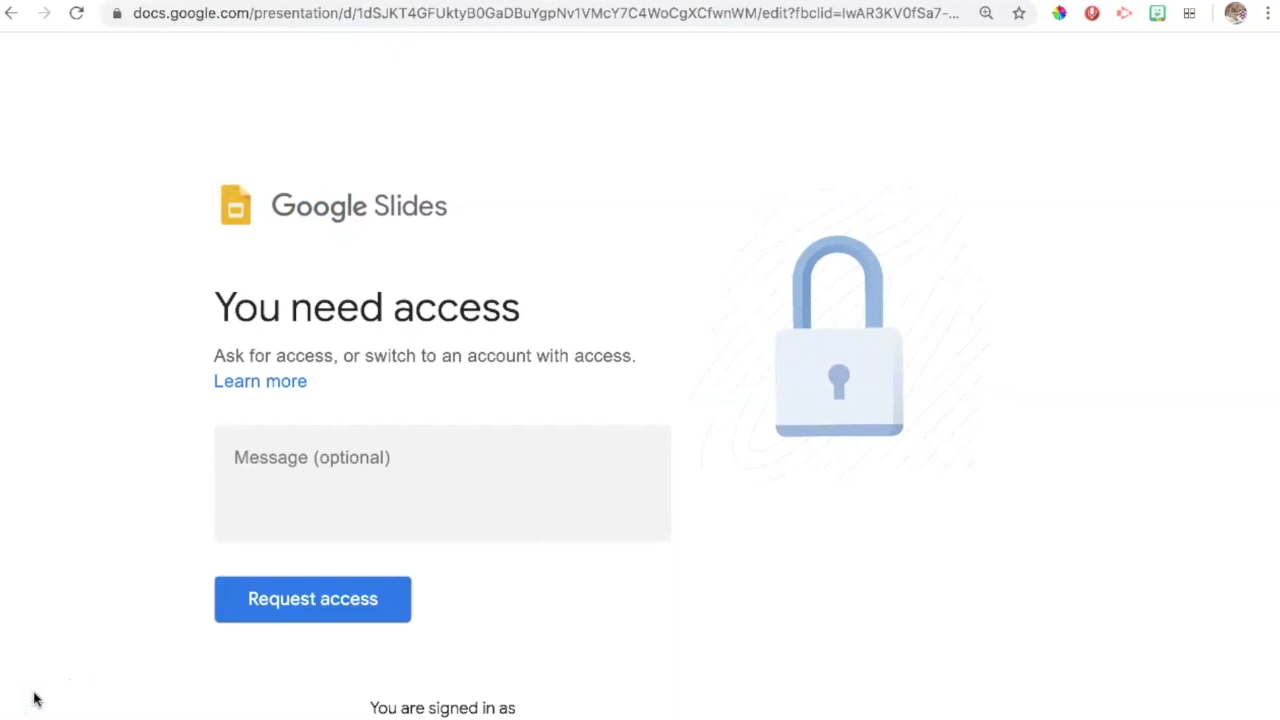 docs.google.com/presentation/d/1dSJKT4GFUktyB0GaDBuYgpNv1VMcY7C4WoCgXCfwnWM/edit?fbclid=IwAR3KV0fSa7-...
Google Slides
You need access
Ask for access, or switch to an account with access.
Learn more
Message (optional)
Request access
You are signed in as